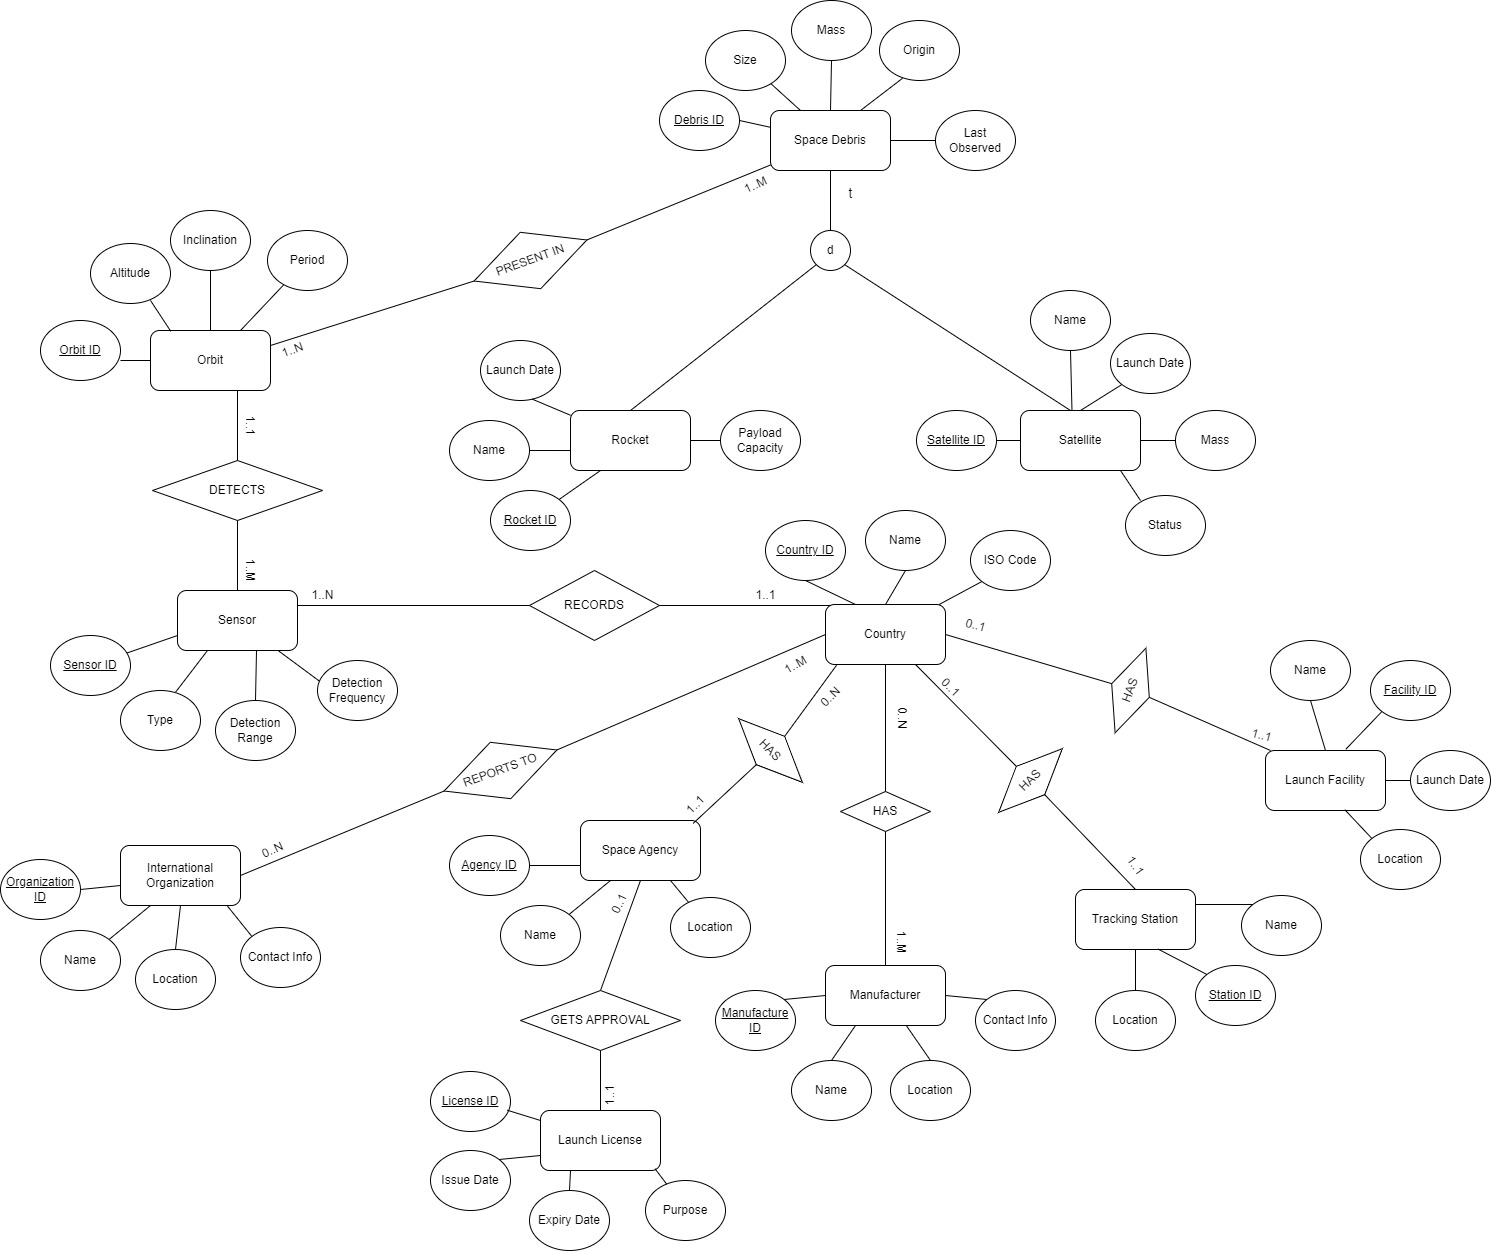 Mass
Size
Origin
Debris ID
Space Debris
Last
Observed
1..M
t
PRESENT IN
d
Inclination
Altitude
Period
Orbit ID
Orbit
1..N
1..1
DETECTS
1..M
Launch Date
Name
Rocket
Payload
Capacity
Rocket ID
Name
Launch Date
Satellite ID
Satellite
Mass
Status
Country ID
Name
ISO Code
1..N
RECORDS
1..1
Sensor
Country
Sensor ID
Type
Detection
Range
Detection
Frequency
0..1
HAS
1..1
Name
Facility ID
Launch Facility
Launch Date
Location
1..M
REPORTS TO
0..N
0..N
HAS
1..1
0..N
HAS
1..M
0..1
HAS
1..1
International
Organization
Organization
ID
Name
Location
Contact Info
Agency ID
Space Agency
Name
Location
0..1
GETS APPROVAL
1..1
Tracking Station
Name
Station ID
Location
Manufacturer
Manufacture
ID
Contact Info
Name
Location
License ID
Launch License
Issue Date
Expiry Date
Purpose